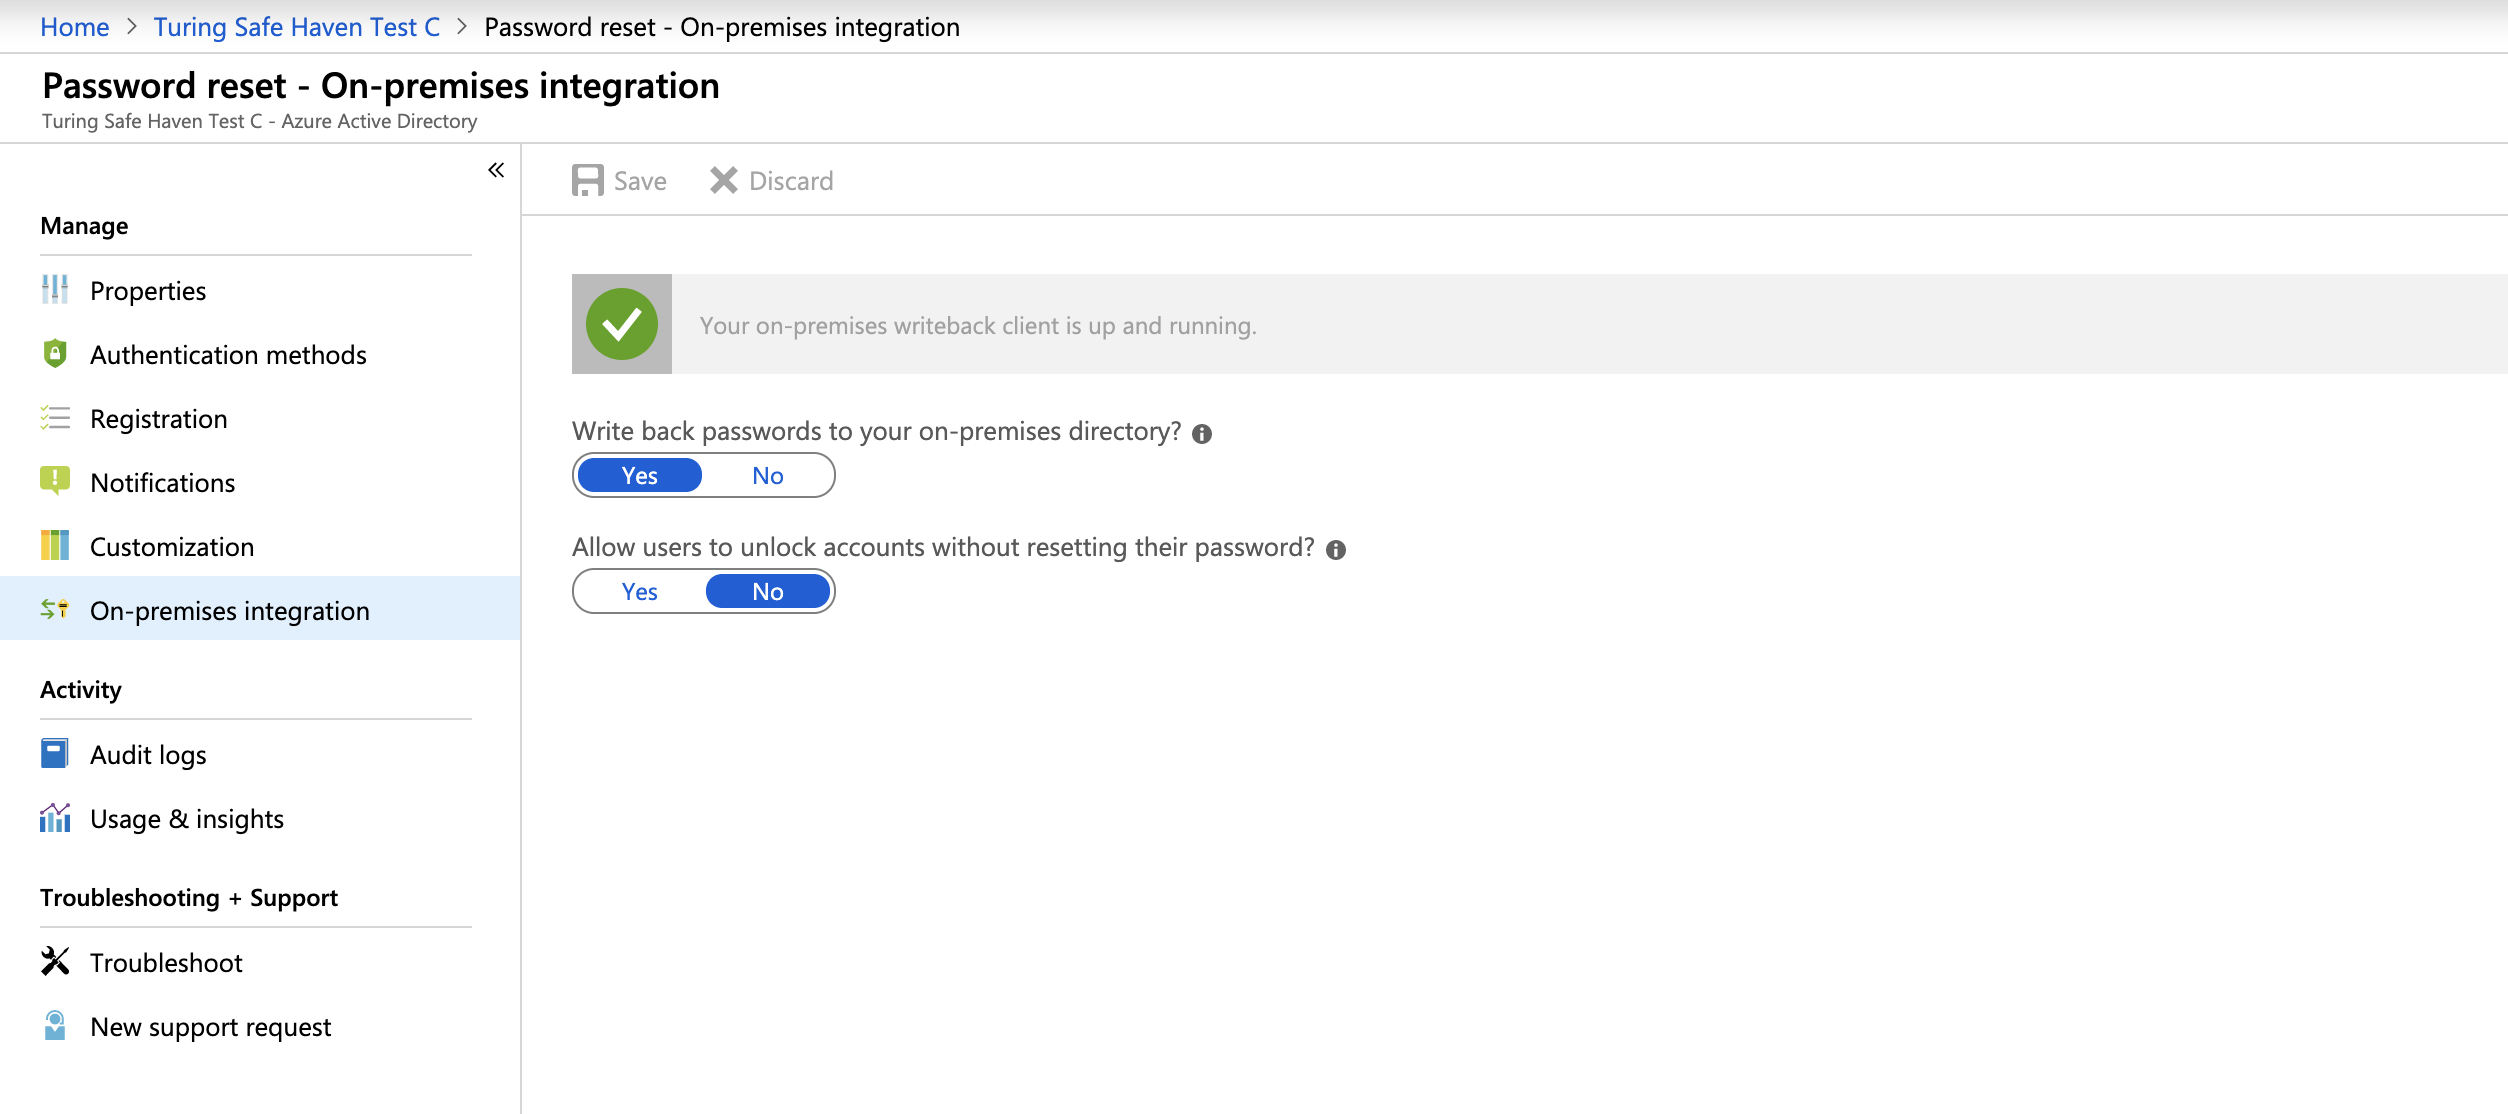 Home > Turing Safe Haven Test C > Password reset - On-premises integration
Password reset - On-premises integration
Turing Safe Haven Test C - Azure Active Directory
«
Manage
Properties
Authentication methods
Registration
Notifications
Customization
On-premises integration
Activity
Audit logs
Usage & insights
Troubleshooting + Support
Troubleshoot
New support request
Save Discard
Your on-premises writeback client is up and running.
Write back passwords to your on-premises directory?
Yes No
Allow users to unlock accounts without resetting their password?
Yes No